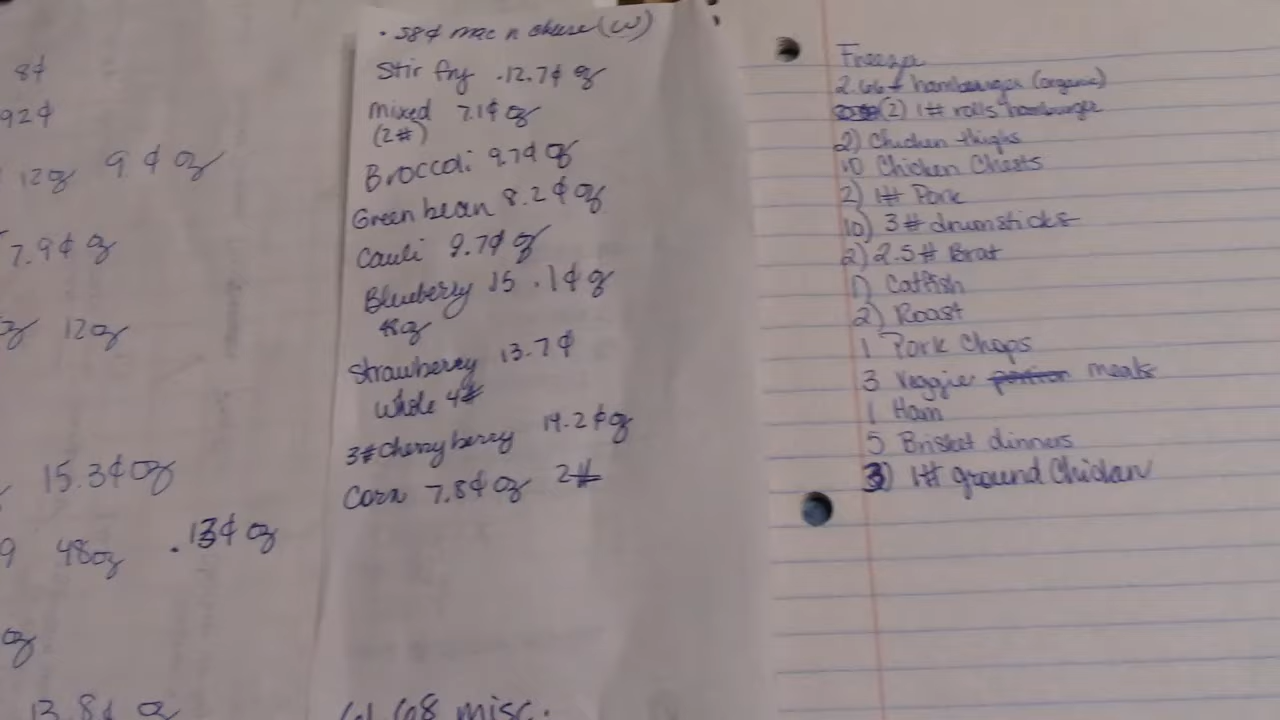 8¢
92¢
12oz 9.¢ oz
7.9¢ oz
oz 12oz
15.3¢ oz
9 48oz .13¢ oz
oz
13.8¢ oz
.58¢ mac n cheese (w)
Stir fry .12.7¢ oz
mixed 7.1¢ oz
(2#)
Broccoli 9.7¢ oz
Green bean 8.2¢ oz
Cauli 9.7¢ oz
Blueberry 15.1¢ oz
48oz
Strawberry 13.7¢
Whole 4#
3# Cherry berry 14.2¢ oz
Corn 7.8¢ oz 2#
68 misc.
Freezer
2.66# hamburger (organic)
(2) 1# rolls hamburger
2) Chicken thighs
10 Chicken Chests
2) 1# Pork
10) 3# drumsticks
2) 2.5# Brat
1) Catfish
2) Roast
1 Pork Chops
3 Veggie meals
1 Ham
5 Brisket dinners
3) 1# ground Chicken